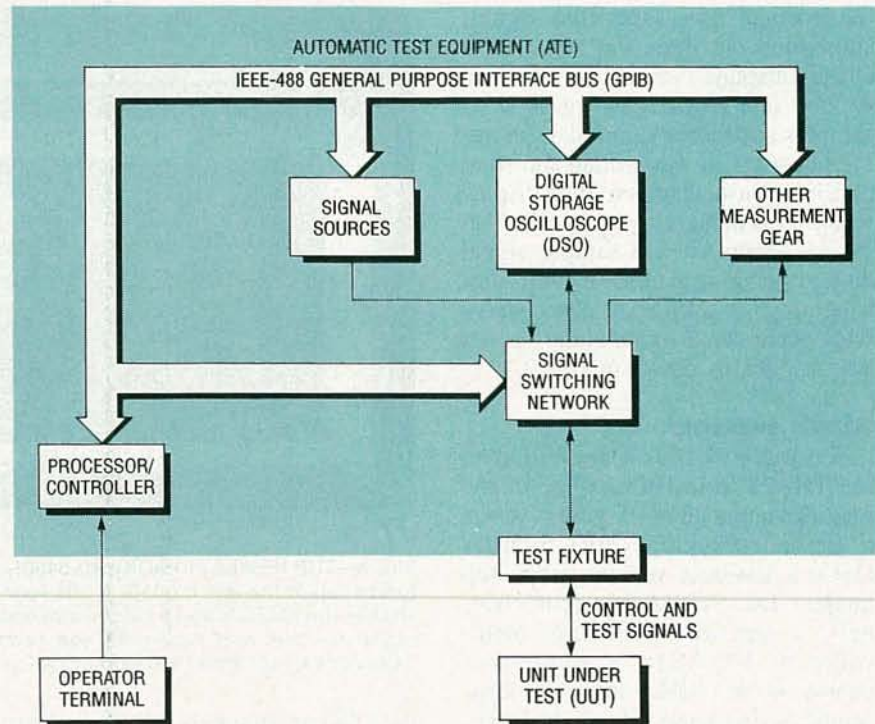 AUTOMATIC TEST EQUIPMENT (ATE)
IEEE-488 GENERAL PURPOSE INTERFACE BUS (GPIB)
SIGNAL
SOURCES
DIGITAL
STORAGE
OSCILLOSCOPE
(DSO)
OTHER
MEASUREMENT
GEAR
SIGNAL
SWITCHING
NETWORK
PROCESSOR/
CONTROLLER
TEST FIXTURE
CONTROL AND
TEST SIGNALS
OPERATOR
TERMINAL
UNIT UNDER
TEST (UUT)